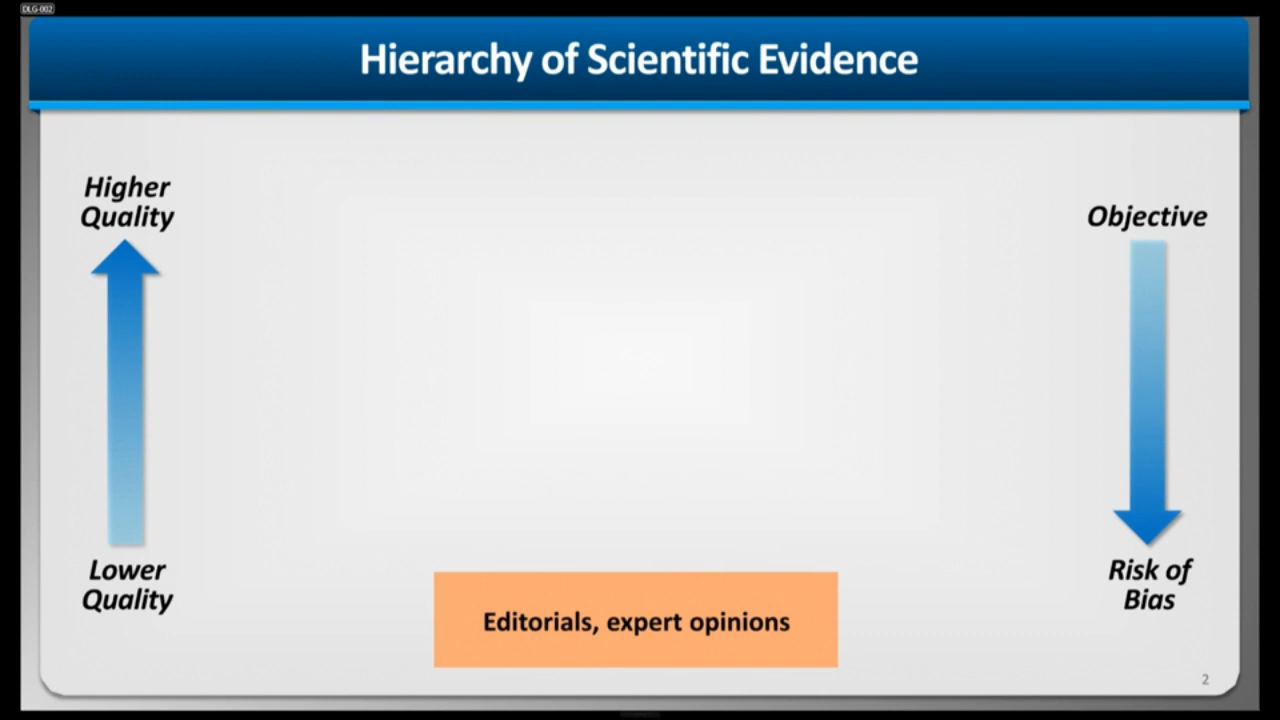 DLG-002
Hierarchy of Scientific Evidence
Higher
Quality
Objective
Lower
Quality
Risk of
Bias
Editorials, expert opinions
2